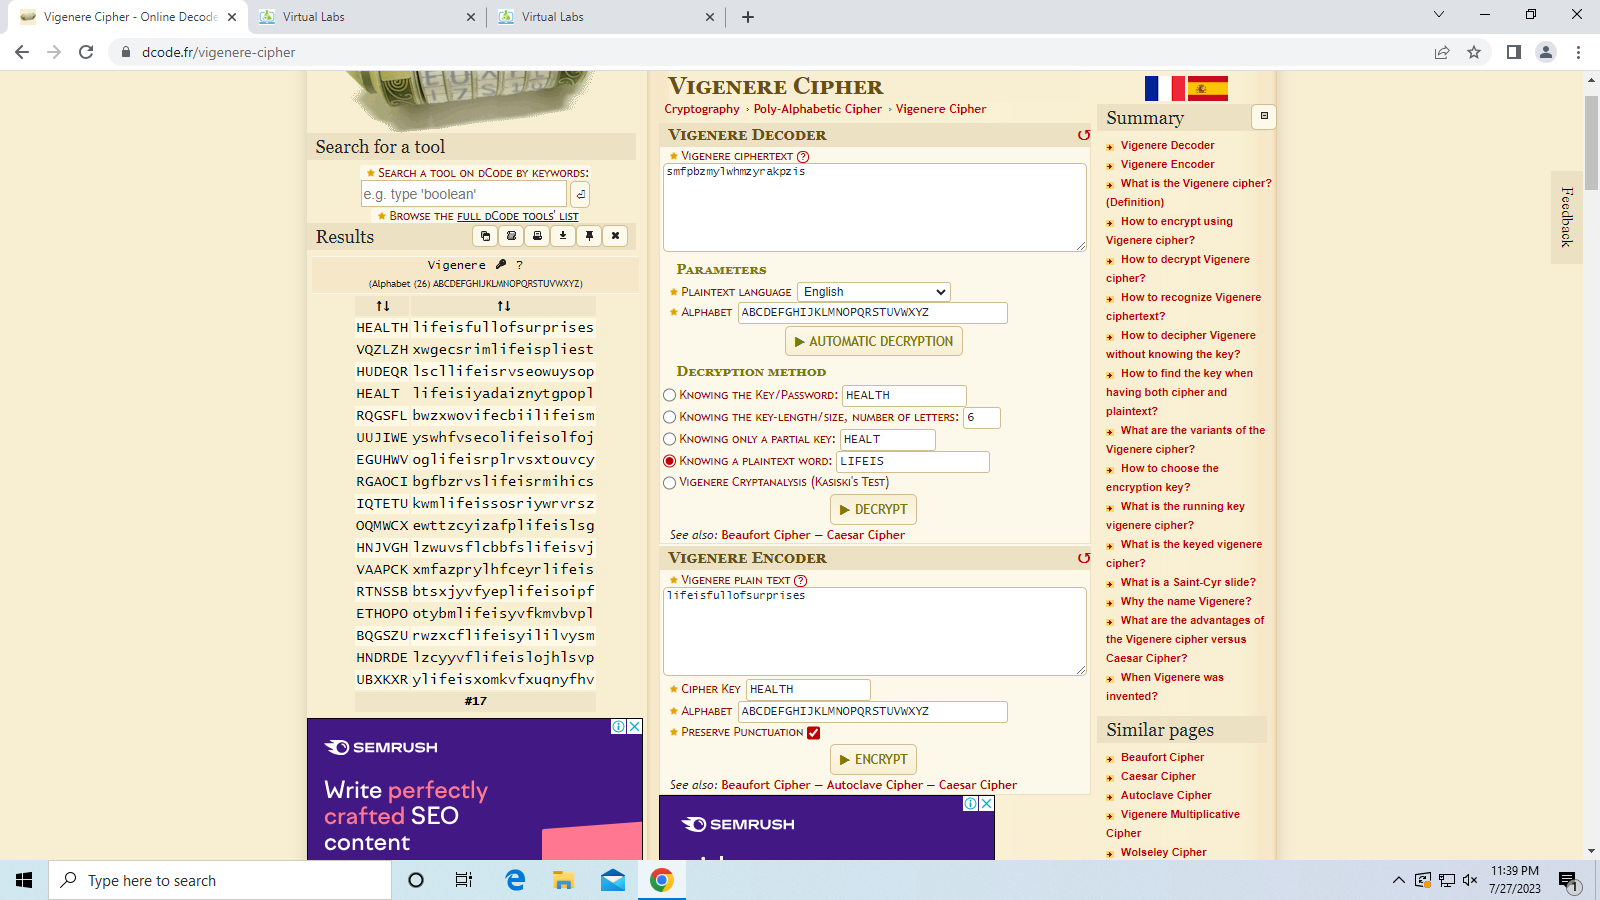 Vigenere Cipher - Online Decode
Virtual Labs
Virtual Labs
dcode.fr/vigenere-cipher
Search for a tool
Search a tool on dCode by keywords:
e.g. type 'boolean'
Browse the full dCode tools' list
Results
Vigenere ?
(Alphabet (26) ABCDEFGHIJKLMNOPQRSTUVWXYZ)
↑↓ ↑↓
HEALTH lifeisfullofsurprises
VQZLZH xwgecsrimlifeispliest
HUDEQR lscllifeisrvseowuysop
HEALT lifeisiyadaiznytgpopl
RQGSFL bwzxwovifecbiilifeism
UUJIWE yswhfvsecolifeisolfoj
EGUHWV oglifeisrplrvsxtouvcy
RGAOCI bgfbzrvslifeisrmihics
IQTETU kwmlifeissosriywrvrsz
OQMWCX ewttzcyizafplifeislsg
HNJVGH lzwuvsflcbbfslifeisvj
VAAPCK xmfazprylhfceyrlifeis
RTNSSB btsxjyvfyeplifeisoipf
ETHOPO otybmlifeisyvfkmvbvpl
BQGSZU rwzxcflifeisyililvysm
HNDRDE lzcyyvflifeislojhlsvp
UBXKXR ylifeisxomkvfxuqnyfhv
#17
SEMRUSH
Write perfectly
crafted SEO
content
Vigenere Cipher
Cryptography › Poly-Alphabetic Cipher › Vigenere Cipher
Vigenere Decoder
Vigenere ciphertext ?
smfpbzmylwhmzyrakpzis
Parameters
Plaintext language English
Alphabet ABCDEFGHIJKLMNOPQRSTUVWXYZ
▶ AUTOMATIC DECRYPTION
Decryption method
Knowing the Key/Password: HEALTH
Knowing the key-length/size, number of letters: 6
Knowing only a partial key: HEALT
Knowing a plaintext word: LIFEIS
Vigenere Cryptanalysis (Kasiski's Test)
▶ DECRYPT
See also: Beaufort Cipher — Caesar Cipher
Vigenere Encoder
Vigenere plain text ?
lifeisfullofsurprises
Cipher Key HEALTH
Alphabet ABCDEFGHIJKLMNOPQRSTUVWXYZ
Preserve Punctuation
▶ ENCRYPT
See also: Beaufort Cipher — Autoclave Cipher — Caesar Cipher
SEMRUSH
Summary
Vigenere Decoder
Vigenere Encoder
What is the Vigenere cipher?
(Definition)
How to encrypt using
Vigenere cipher?
How to decrypt Vigenere
cipher?
How to recognize Vigenere
ciphertext?
How to decipher Vigenere
without knowing the key?
How to find the key when
having both cipher and
plaintext?
What are the variants of the
Vigenere cipher?
How to choose the
encryption key?
What is the running key
vigenere cipher?
What is the keyed vigenere
cipher?
What is a Saint-Cyr slide?
Why the name Vigenere?
What are the advantages of
the Vigenere cipher versus
Caesar Cipher?
When Vigenere was
invented?
Similar pages
Beaufort Cipher
Caesar Cipher
Autoclave Cipher
Vigenere Multiplicative
Cipher
Wolseley Cipher
Feedback
Type here to search
11:39 PM
7/27/2023
1